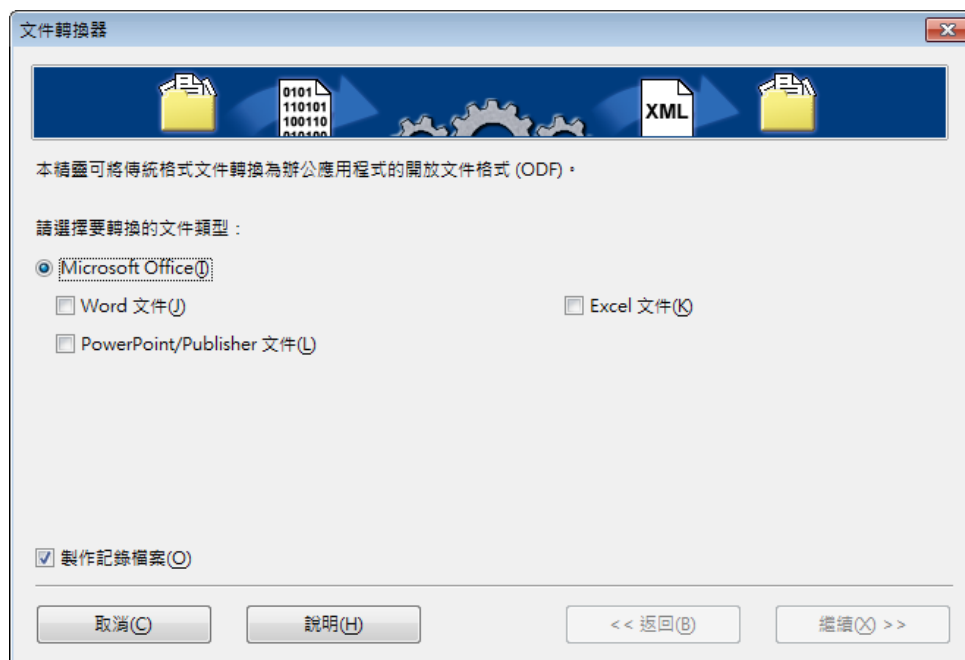 文件轉換器
0101
110101
100110
010100
XML
本精靈可將傳統格式文件轉換為辦公應用程式的開放文件格式 (ODF)。
請選擇要轉換的文件類型：
Microsoft Office(I)
Word 文件(J)
Excel 文件(K)
PowerPoint/Publisher 文件(L)
製作記錄檔案(O)
取消(C)
說明(H)
<< 返回(B)
繼續(X) >>